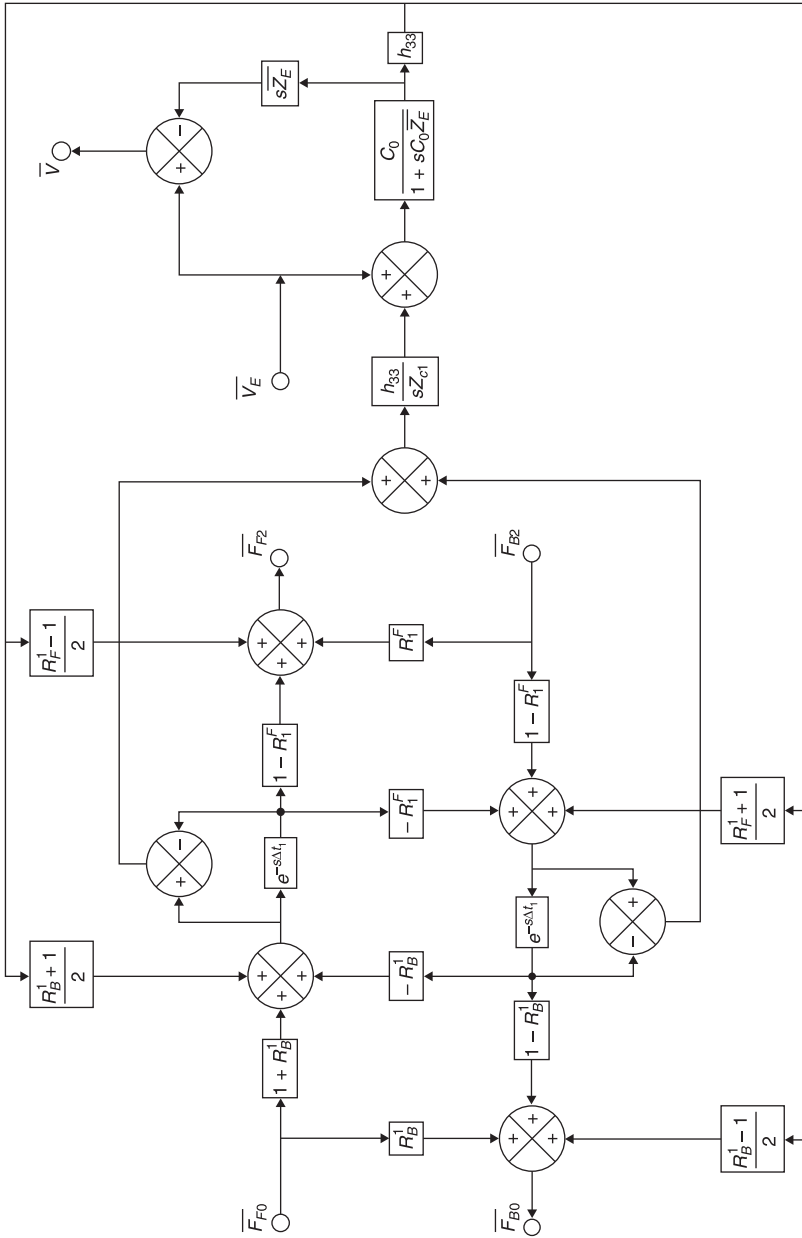 R_B^1 + 1
2
R_F^1 − 1
2
V̅
+ −
+ −
F̅_F0
1 + R_B^1
+ + +
e^{−sΔt_1}
1 − R_1^F
+ + +
F̅_F2
V̅_E
sZ̅_E
R_B^1
− R_B^1
− R_1^F
R_1^F
+ +
h_33
sZ_c1
+ +
C_0
1 + sC_0Z̅_E
h_33
F̅_B0
+ + +
1 − R_B^1
e^{−sΔt_1}
+ + +
1 − R_1^F
F̅_B2
− +
R_B^1 − 1
2
R_F^1 + 1
2